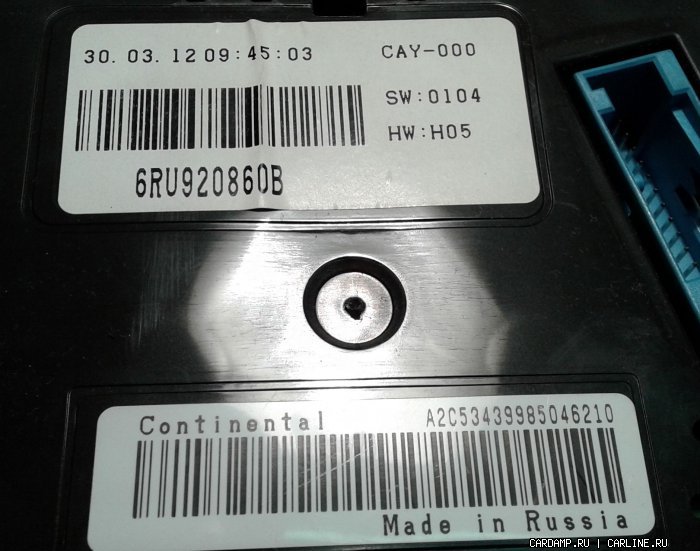 30. 03. 12 09:45:03 CAY-000
SW:0104
HW:H05
6RU920860B
Continental A2C53439985046210
Made in Russia
CARDAMP.RU | CARLINE.RU